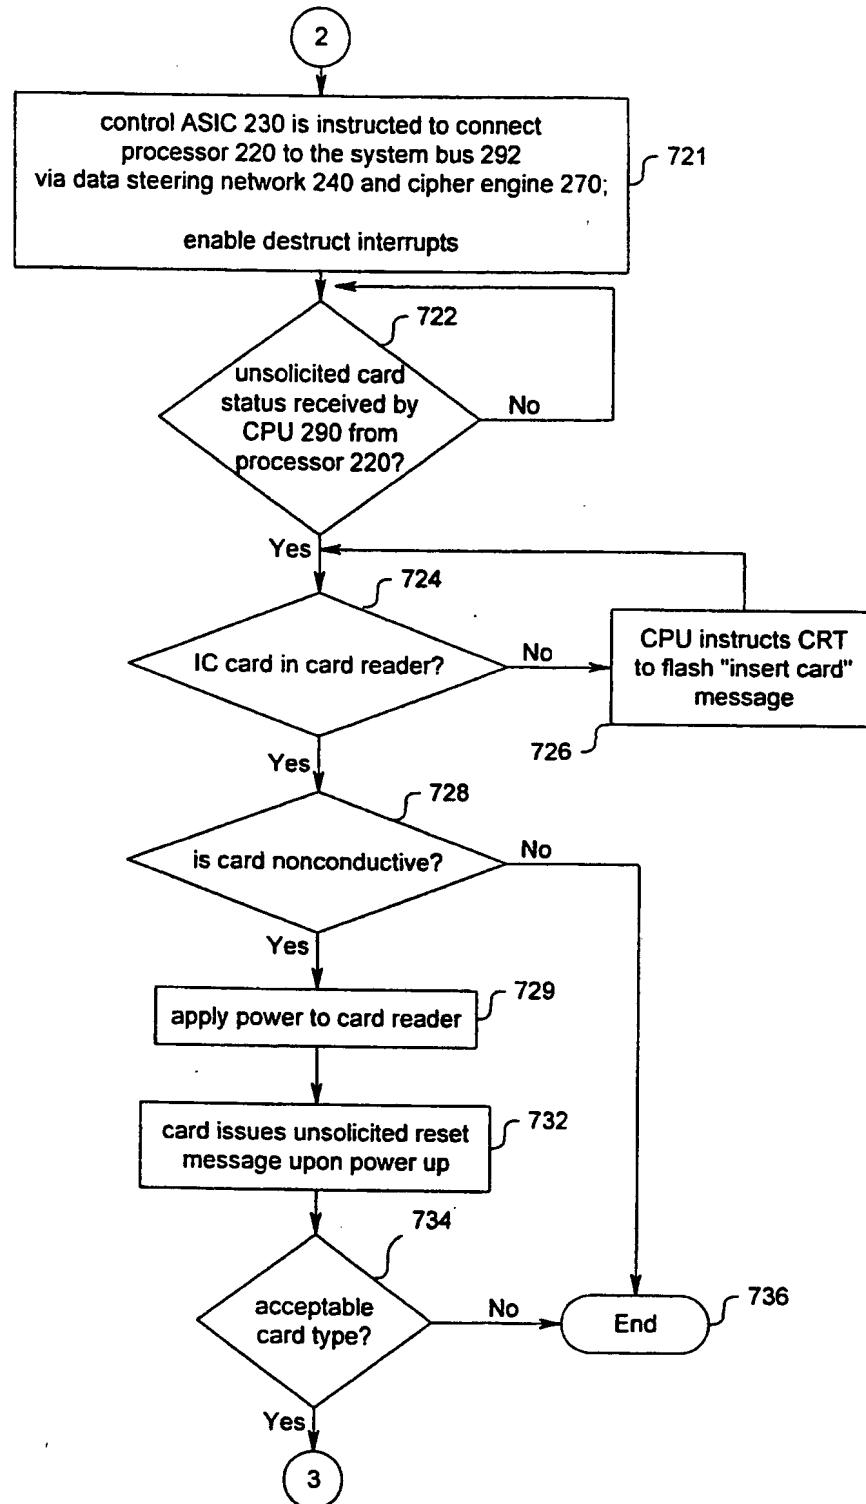 2
control ASIC 230 is instructed to connect
processor 220 to the system bus 292
via data steering network 240 and cipher engine 270;
enable destruct interrupts
721
722
unsolicited card
status received by
CPU 290 from
processor 220?
No
Yes
724
IC card in card reader?
No
CPU instructs CRT
to flash "insert card"
message
726
Yes
728
is card nonconductive?
No
Yes
729
apply power to card reader
732
card issues unsolicited reset
message upon power up
734
acceptable
card type?
No
End
736
Yes
3